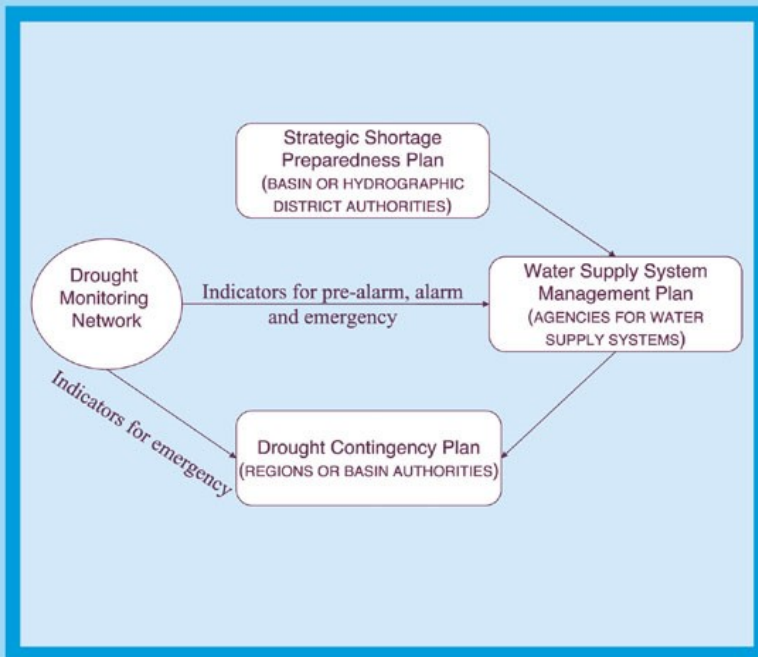 Strategic Shortage
Preparedness Plan
(BASIN OR HYDROGRAPHIC
DISTRICT AUTHORITIES)
Drought
Monitoring
Network
Indicators for pre-alarm, alarm
and emergency
Water Supply System
Management Plan
(AGENCIES FOR WATER
SUPPLY SYSTEMS)
Indicators for emergency
Drought Contingency Plan
(REGIONS OR BASIN AUTHORITIES)